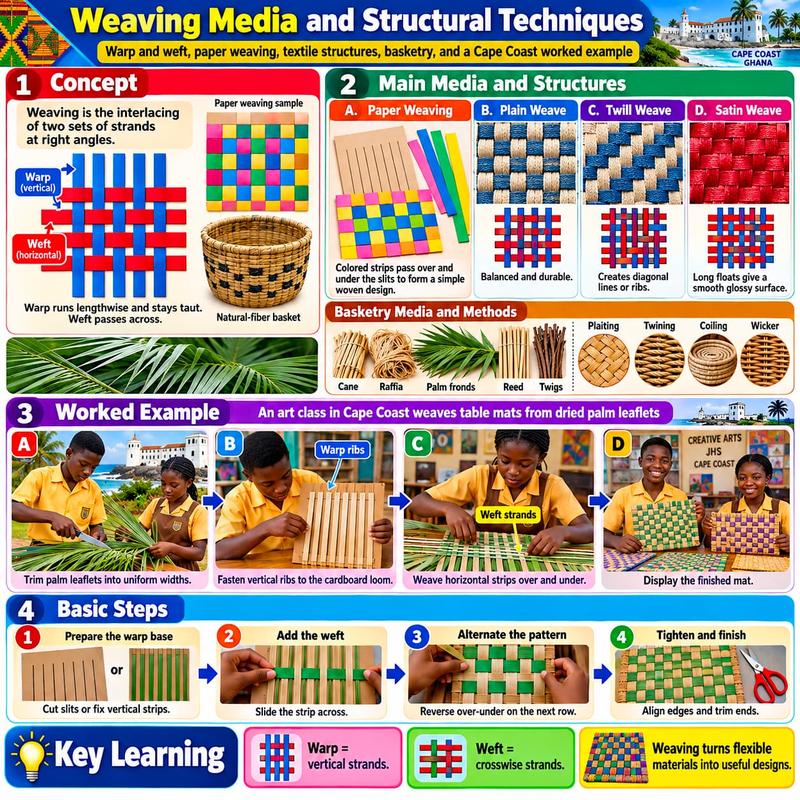 Weaving Media and Structural Techniques
Warp and weft, paper weaving, textile structures, basketry, and a Cape Coast worked example
CAPE COAST
GHANA
1 Concept
Weaving is the interlacing
of two sets of strands
at right angles.
Paper weaving sample
Warp
(vertical)
Weft
(horizontal)
Warp runs lengthwise and stays taut.
Weft passes across.
Natural-fiber basket
2 Main Media and Structures
A. Paper Weaving
Colored strips pass over and
under the slits to form a simple
woven design.
B. Plain Weave
Balanced and durable.
C. Twill Weave
Creates diagonal
lines or ribs.
D. Satin Weave
Long floats give a
smooth glossy surface.
Basketry Media and Methods
Cane
Raffia
Palm fronds
Reed
Twigs
Plaiting
Twining
Coiling
Wicker
3 Worked Example
An art class in Cape Coast weaves table mats from dried palm leaflets
A
Trim palm leaflets into uniform widths.
B
Warp ribs
Fasten vertical ribs to the cardboard loom.
C
Weft strands
Weave horizontal strips over and under.
D
CREATIVE ARTS
JHS
CAPE COAST
Display the finished mat.
4 Basic Steps
1 Prepare the warp base
or
Cut slits or fix vertical strips.
2 Add the weft
Slide the strip across.
3 Alternate the pattern
Reverse over-under on the next row.
4 Tighten and finish
Align edges and trim ends.
Key Learning
Warp =
vertical strands.
Weft =
crosswise strands.
Weaving turns flexible
materials into useful designs.